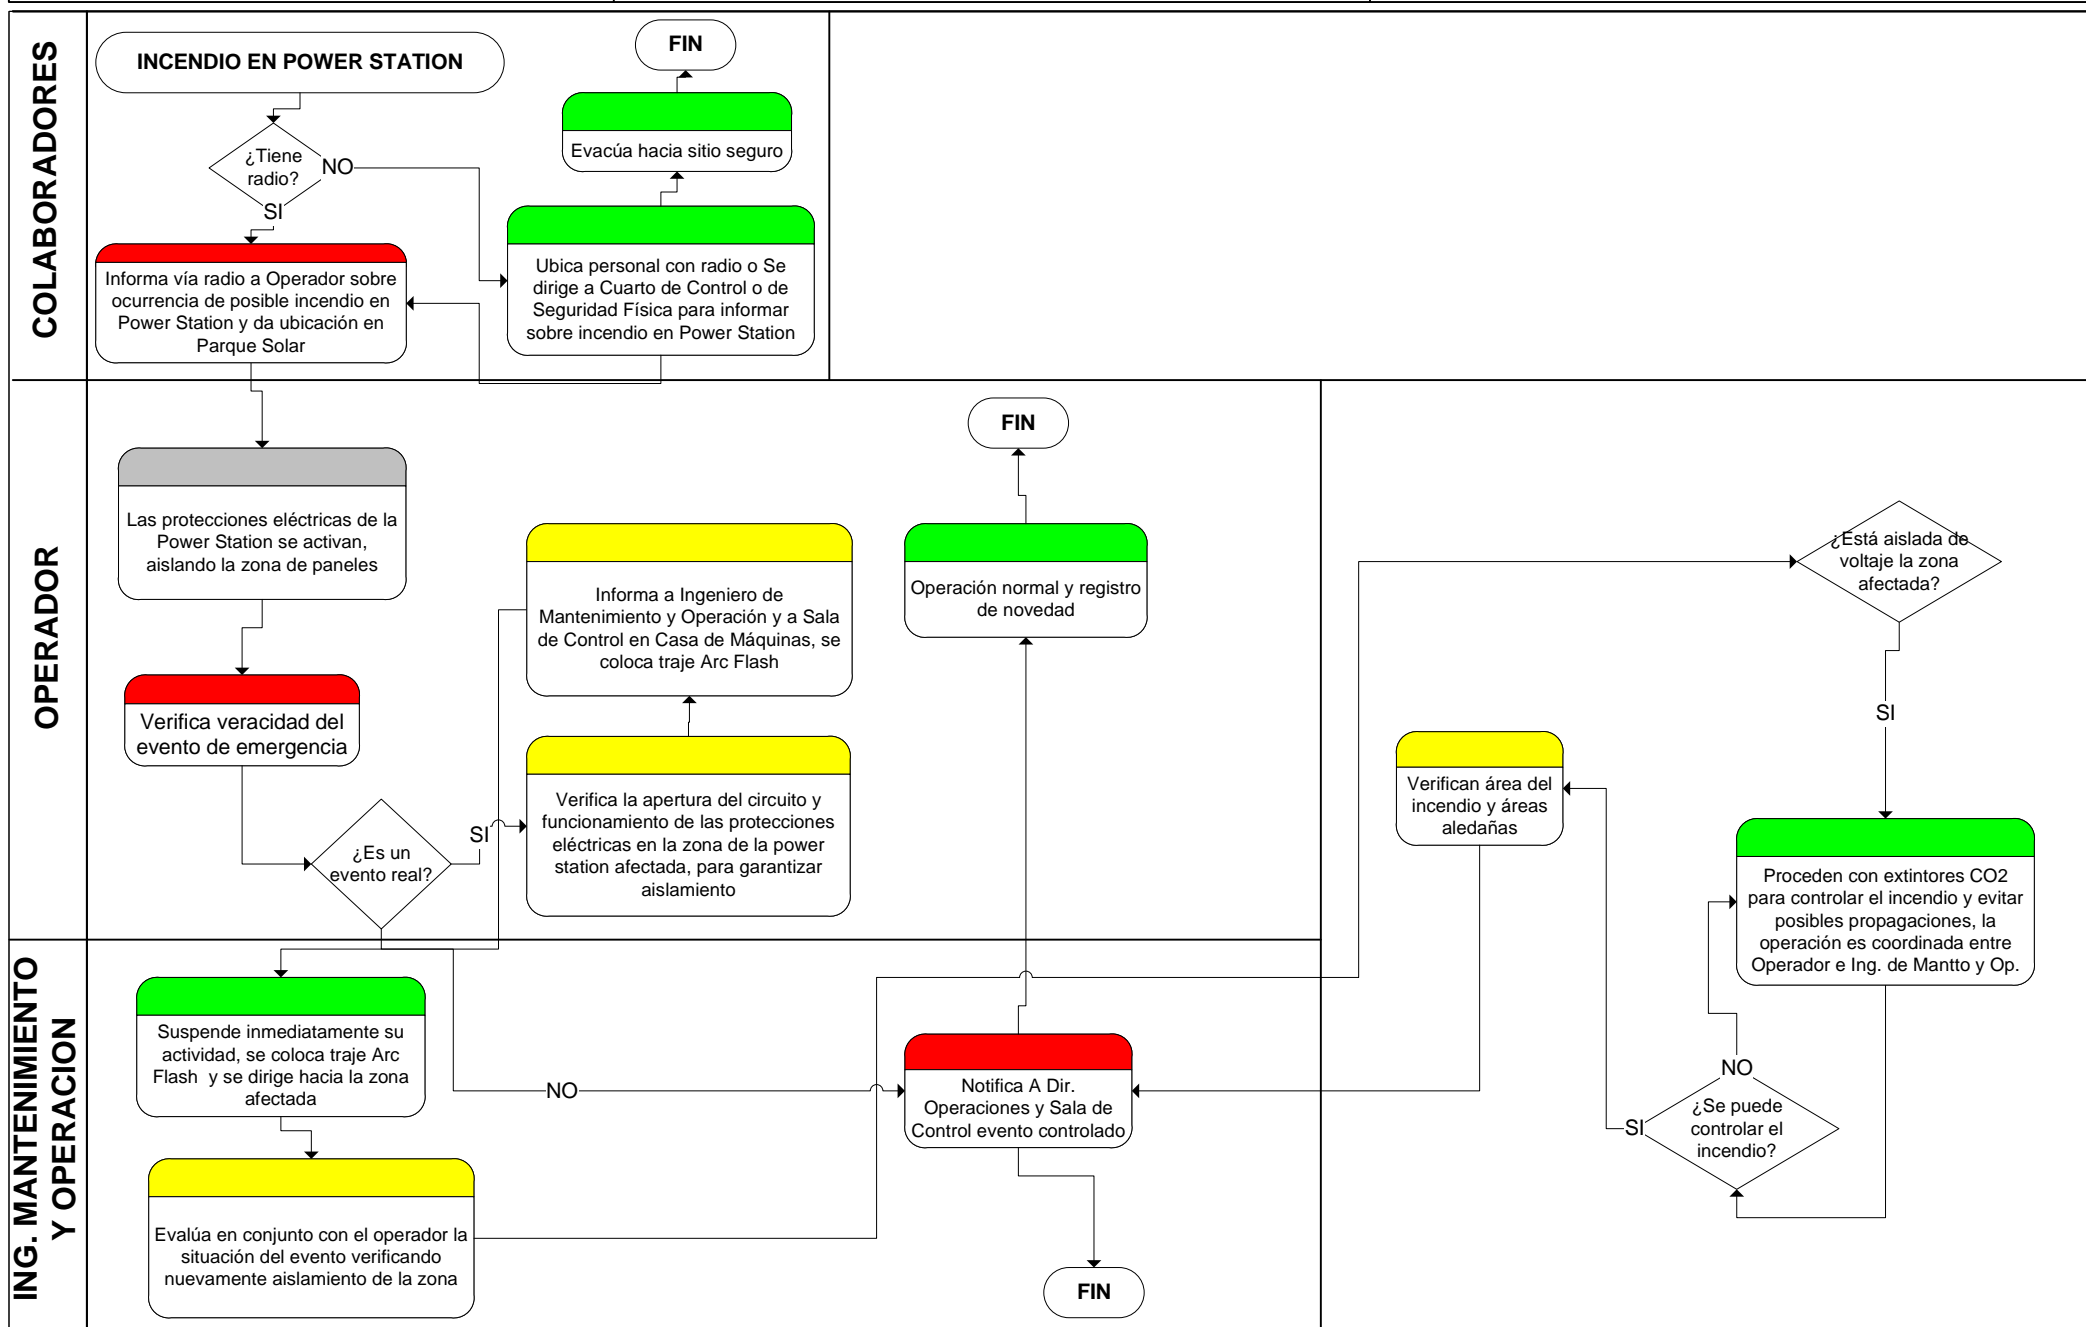 COLABORADORES
INCENDIO EN POWER STATION
FIN
¿Tiene
radio?
NO
SI
Evacúa hacia sitio seguro
Informa vía radio a Operador sobre
ocurrencia de posible incendio en
Power Station y da ubicación en
Parque Solar
Ubica personal con radio o Se
dirige a Cuarto de Control o de
Seguridad Física para informar
sobre incendio en Power Station
OPERADOR
Las protecciones eléctricas de la
Power Station se activan,
aislando la zona de paneles
Verifica veracidad del
evento de emergencia
¿Es un
evento real?
SI
Informa a Ingeniero de
Mantenimiento y Operación y a Sala
de Control en Casa de Máquinas, se
coloca traje Arc Flash
Verifica la apertura del circuito y
funcionamiento de las protecciones
eléctricas en la zona de la power
station afectada, para garantizar
aislamiento
FIN
Operación normal y registro
de novedad
¿Está aislada de
voltaje la zona
afectada?
SI
Verifican área del
incendio y áreas
aledañas
Proceden con extintores CO2
para controlar el incendio y evitar
posibles propagaciones, la
operación es coordinada entre
Operador e Ing. de Mantto y Op.
NO
¿Se puede
controlar el
incendio?
SI
ING. MANTENIMIENTO
Y OPERACION
Suspende inmediatamente su
actividad, se coloca traje Arc
Flash  y se dirige hacia la zona
afectada
NO
Notifica A Dir.
Operaciones y Sala de
Control evento controlado
Evalúa en conjunto con el operador la
situación del evento verificando
nuevamente aislamiento de la zona
FIN